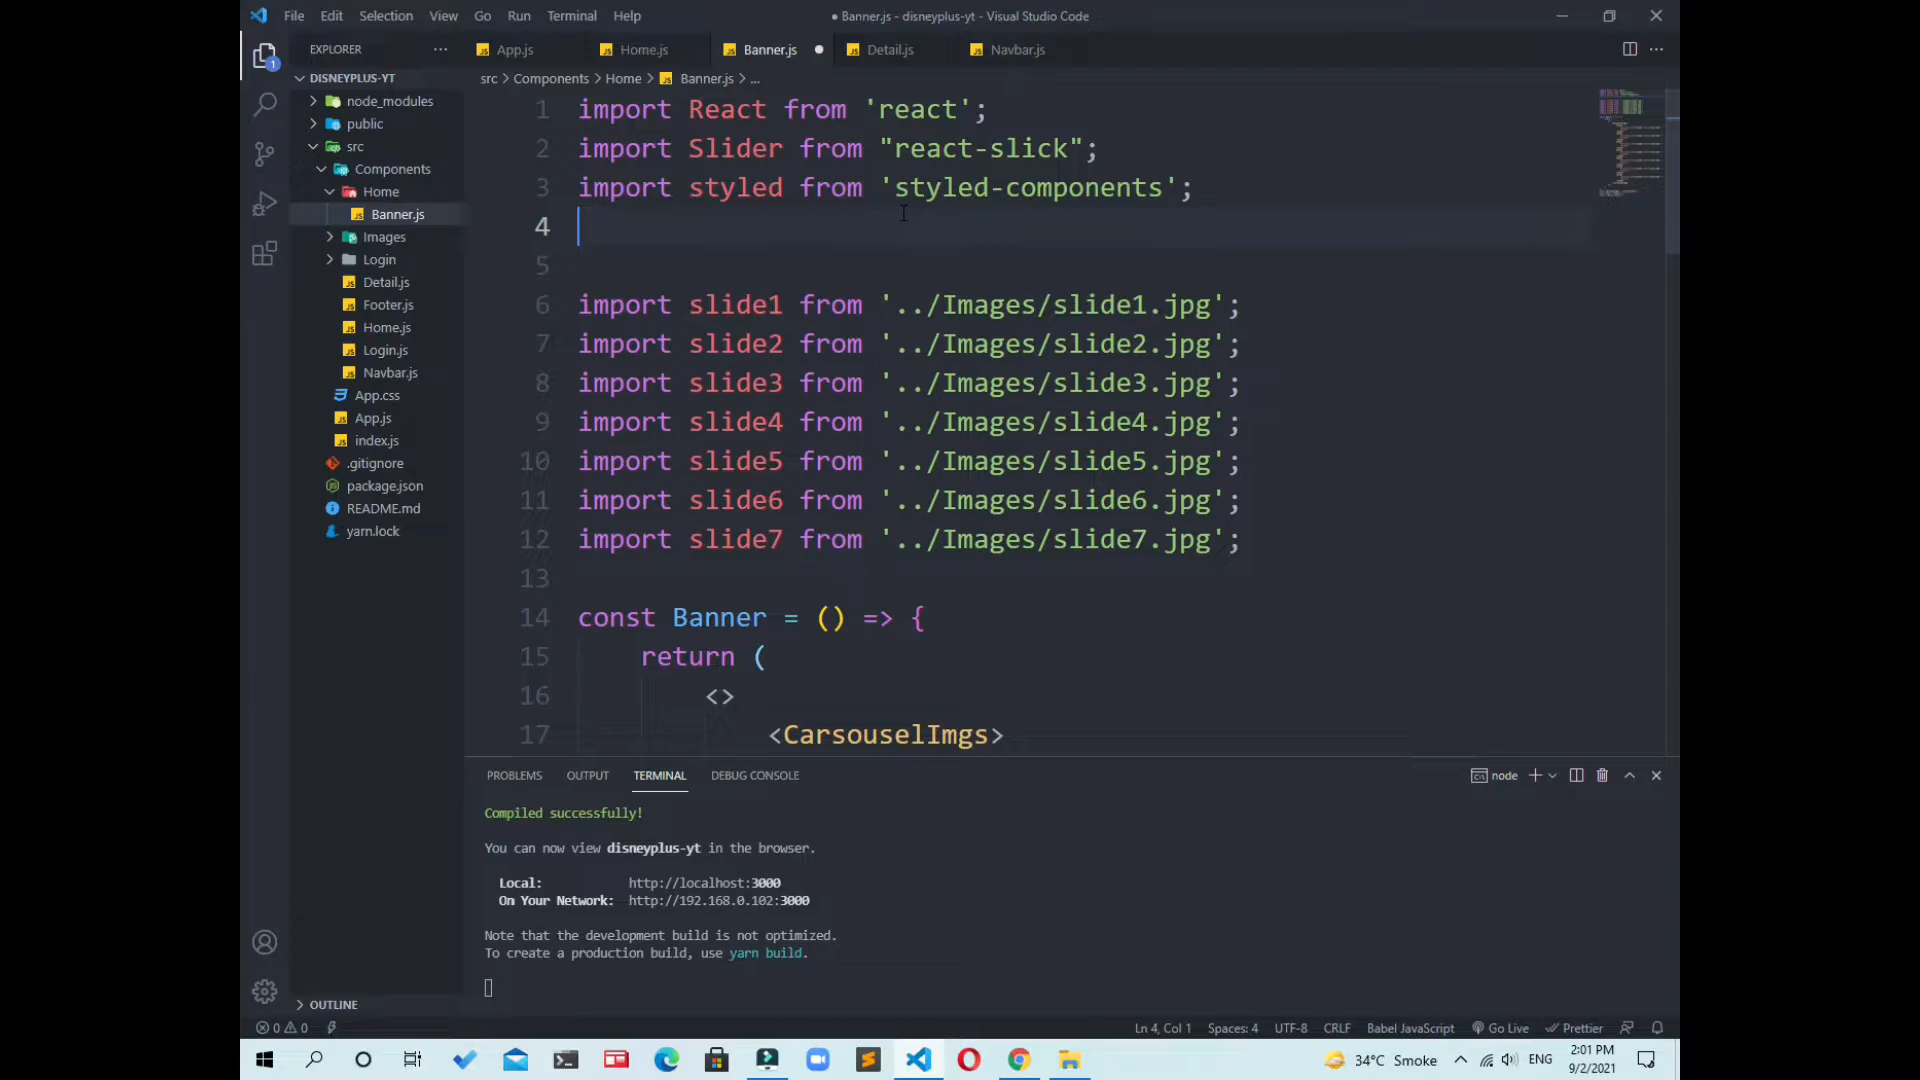 File Edit Selection View Go Run Terminal Help
● Banner.js - disneyplus-yt - Visual Studio Code
EXPLORER
App.js Home.js Banner.js Detail.js Navbar.js
DISNEYPLUS-YT
src > Components > Home > Banner.js > ...
node_modules
public
src
Components
Home
Banner.js
Images
Login
Detail.js
Footer.js
Home.js
Login.js
Navbar.js
App.css
App.js
index.js
.gitignore
package.json
README.md
yarn.lock
OUTLINE
1 import React from 'react';
2 import Slider from "react-slick";
3 import styled from 'styled-components';
4
5
6 import slide1 from '../Images/slide1.jpg';
7 import slide2 from '../Images/slide2.jpg';
8 import slide3 from '../Images/slide3.jpg';
9 import slide4 from '../Images/slide4.jpg';
10 import slide5 from '../Images/slide5.jpg';
11 import slide6 from '../Images/slide6.jpg';
12 import slide7 from '../Images/slide7.jpg';
13
14 const Banner = () => {
15 return (
16 <>
17 <CarsouselImgs>
PROBLEMS OUTPUT TERMINAL DEBUG CONSOLE
node
Compiled successfully!
You can now view disneyplus-yt in the browser.
Local: http://localhost:3000
On Your Network: http://192.168.0.102:3000
Note that the development build is not optimized.
To create a production build, use yarn build.
0 0
Ln 4, Col 1 Spaces: 4 UTF-8 CRLF Babel JavaScript Go Live Prettier
34°C Smoke ENG
2:01 PM
9/2/2021